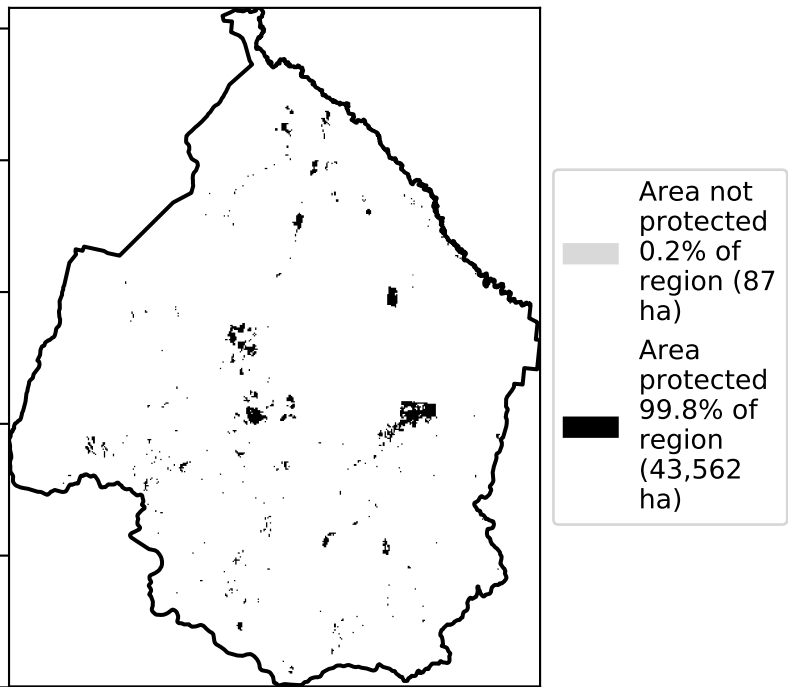 Area not
protected
0.2% of
region (87
ha)
Area
protected
99.8% of
region
(43,562
ha)